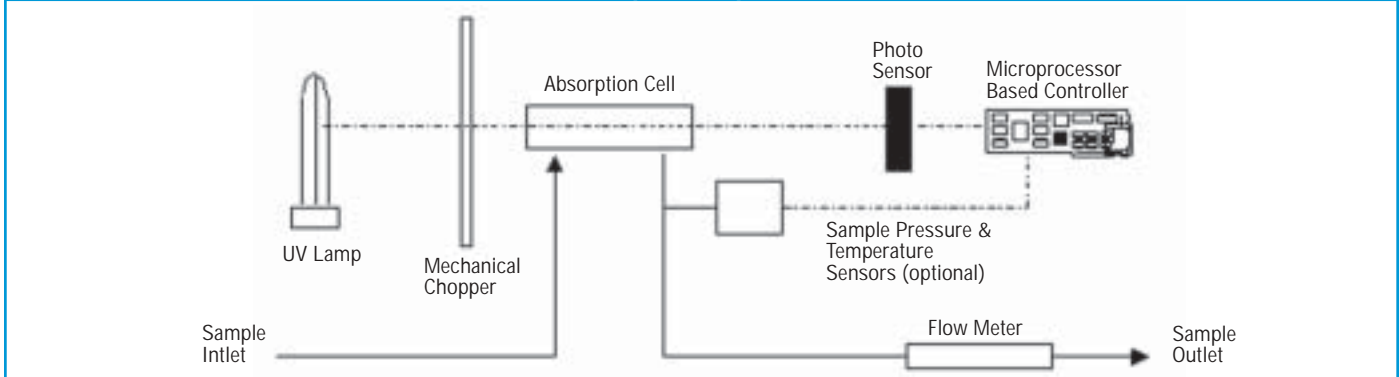 Photo
Sensor
Microprocessor
Based Controller
Absorption Cell
UV Lamp
Mechanical
Chopper
Sample Pressure &
Temperature
Sensors (optional)
Sample
Intlet
Flow Meter
Sample
Outlet